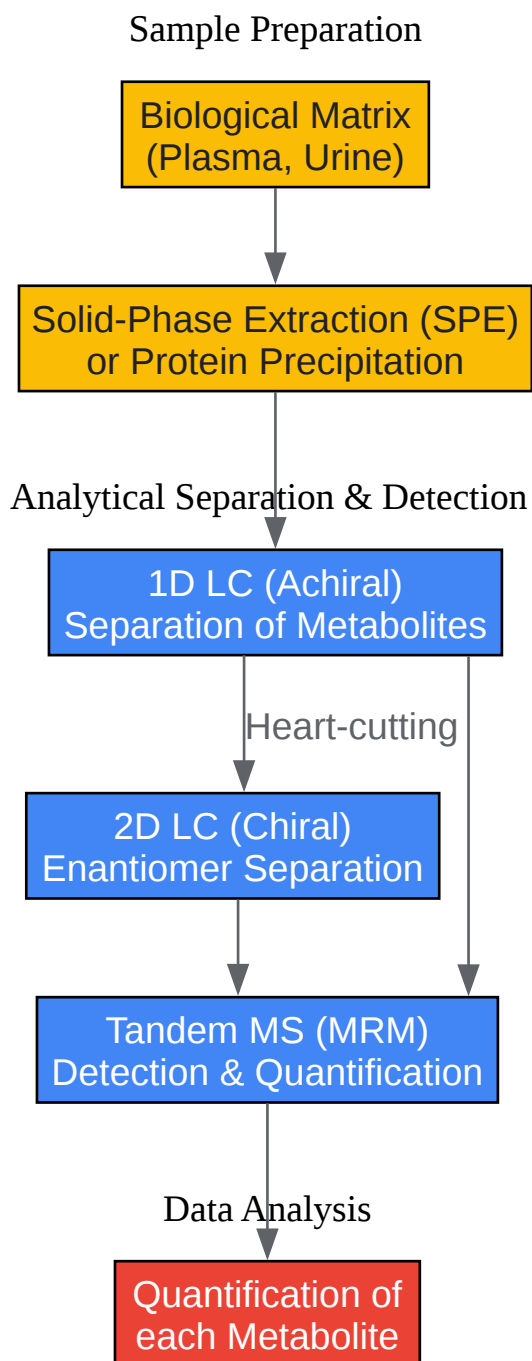 Sample Preparation
Biological Matrix
(Plasma, Urine)
Solid-Phase Extraction (SPE)
or Protein Precipitation
Analytical Separation & Detection
1D LC (Achiral)
Separation of Metabolites
Heart-cutting
2D LC (Chiral)
Enantiomer Separation
Tandem MS (MRM)
Detection & Quantification
Data Analysis
Quantification of
each Metabolite